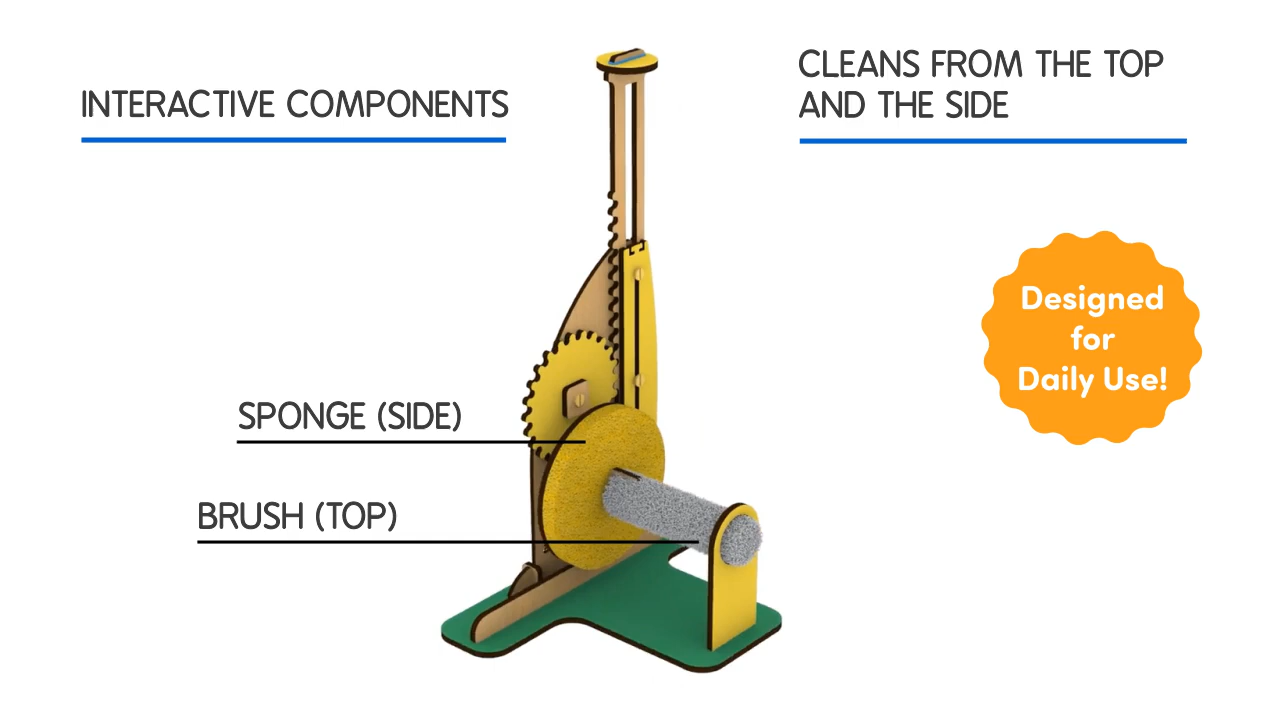 INTERACTIVE COMPONENTS
CLEANS FROM THE TOP
AND THE SIDE
Designed
for
Daily Use!
SPONGE (SIDE)
BRUSH (TOP)